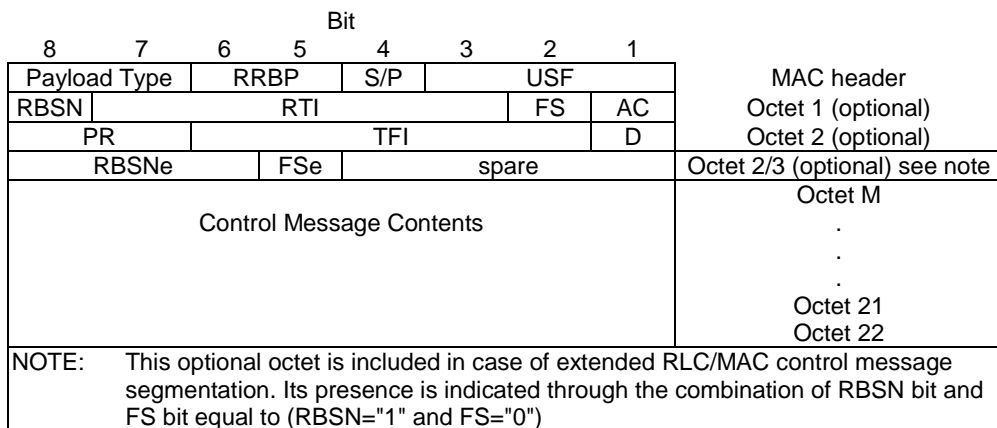 Bit
8 7 6 5 4 3 2 1
Payload Type RRBP S/P USF MAC header
RBSN RTI FS AC Octet 1 (optional)
PR TFI D Octet 2 (optional)
RBSNe FSe spare Octet 2/3 (optional) see note
Octet M
Control Message Contents .
.
.
Octet 21
Octet 22
NOTE: This optional octet is included in case of extended RLC/MAC control message
segmentation. Its presence is indicated through the combination of RBSN bit and
FS bit equal to (RBSN="1" and FS="0")